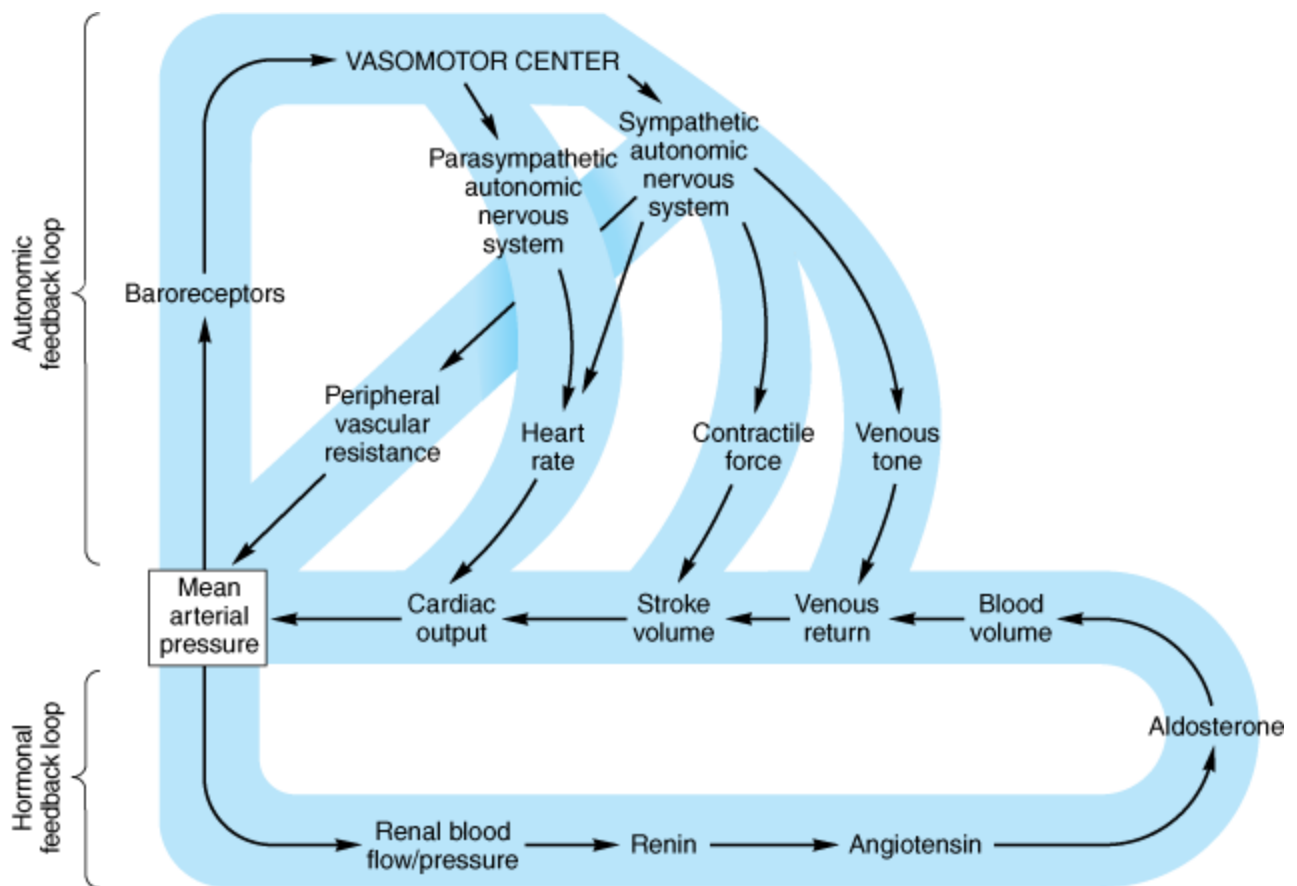 VASOMOTOR CENTER
Sympathetic
autonomic
nervous
system
Parasympathetic
autonomic
nervous
system
Autonomic
feedback loop
Baroreceptors
Peripheral
vascular
resistance
Heart
rate
Contractile
force
Venous
tone
Mean
arterial
pressure
Cardiac
output
Stroke
volume
Venous
return
Blood
volume
Hormonal
feedback loop
Aldosterone
Renal blood
flow/pressure
Renin
Angiotensin